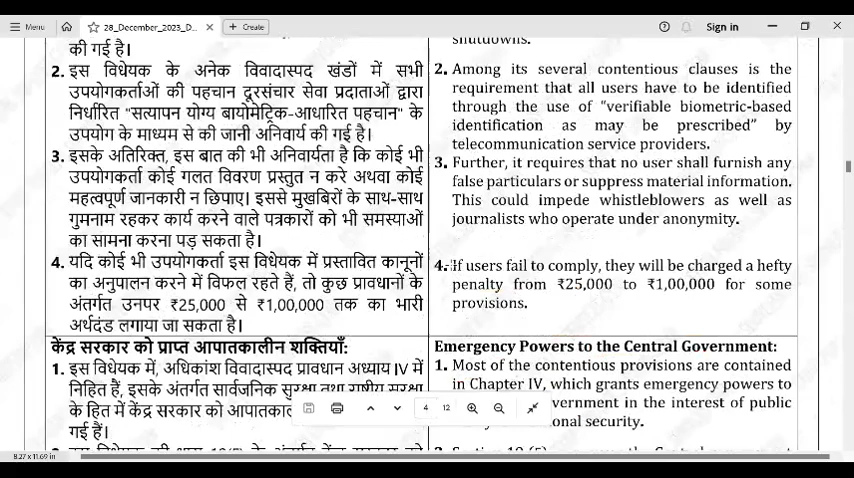 Menu
28_December_2023_D...
+ Create
Sign in
की गई है।
2. इस विधेयक के अनेक विवादास्पद खंडों में सभी
उपयोगकर्ताओं की पहचान दूरसंचार सेवा प्रदाताओं द्वारा
निर्धारित "सत्यापन योग्य बायोमेट्रिक-आधारित पहचान" के
उपयोग के माध्यम से की जानी अनिवार्य की गई है।
3. इसके अतिरिक्त, इस बात की भी अनिवार्यता है कि कोई भी
उपयोगकर्ता कोई गलत विवरण प्रस्तुत न करे अथवा कोई
महत्वपूर्ण जानकारी न छिपाए। इससे मुखबिरों के साथ-साथ
गुमनाम रहकर कार्य करने वाले पत्रकारों को भी समस्याओं
का सामना करना पड़ सकता है।
4. यदि कोई भी उपयोगकर्ता इस विधेयक में प्रस्तावित कानूनों
का अनुपालन करने में विफल रहते हैं, तो कुछ प्रावधानों के
अंतर्गत उनपर ₹25,000 से ₹1,00,000 तक का भारी
अर्थदंड लगाया जा सकता है।
केंद्र सरकार को प्राप्त आपातकालीन शक्तियाँ:
1. इस विधेयक में, अधिकांश विवादास्पद प्रावधान अध्याय IV में
निहित हैं, इसके अंतर्गत सार्वजनिक सुरक्षा तथा राष्ट्रीय सुरक्षा
के हित में केंद्र सरकार को आपातकाल
गई हैं।
shutdowns.
2. Among its several contentious clauses is the
requirement that all users have to be identified
through the use of "verifiable biometric-based
identification as may be prescribed" by
telecommunication service providers.
3. Further, it requires that no user shall furnish any
false particulars or suppress material information.
This could impede whistleblowers as well as
journalists who operate under anonymity.
4. If users fail to comply, they will be charged a hefty
penalty from ₹25,000 to ₹1,00,000 for some
provisions.
Emergency Powers to the Central Government:
1. Most of the contentious provisions are contained
in Chapter IV, which grants emergency powers to
vernment in the interest of public
onal security.
4 12
8.27 x 11.69 in